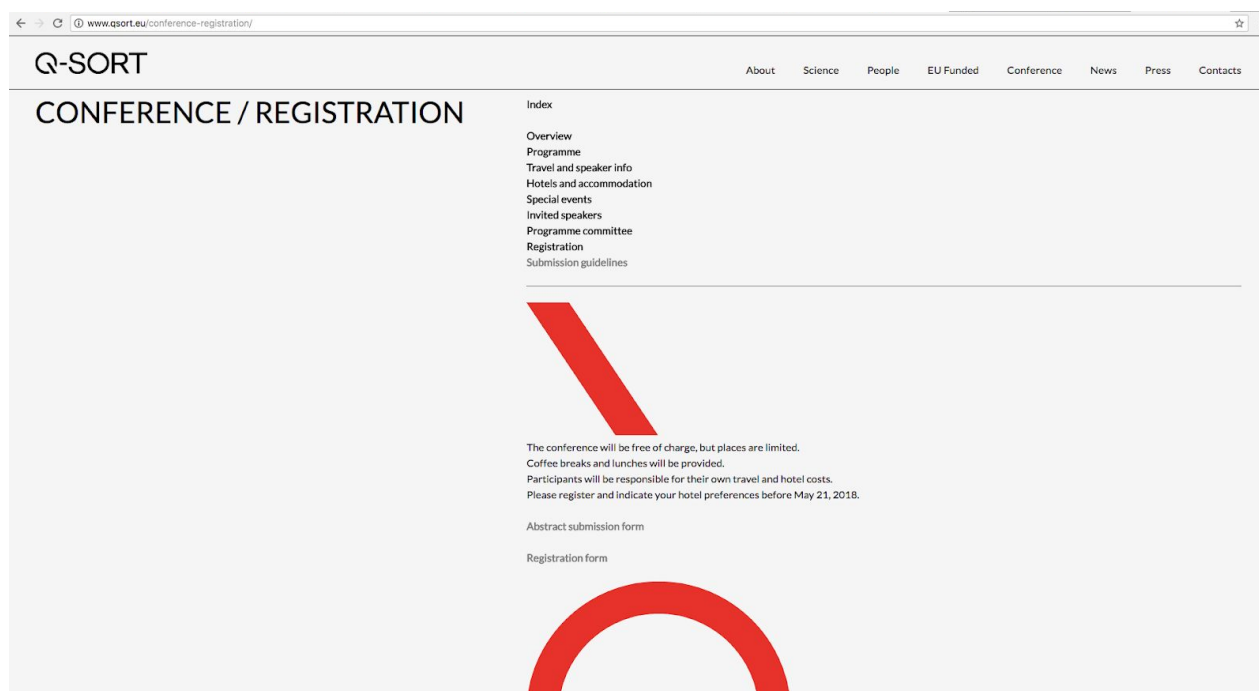 www.qsort.eu/conference-registration/
Q-SORT
About Science People EU Funded Conference News Press Contacts
CONFERENCE / REGISTRATION
Index
Overview
Programme
Travel and speaker info
Hotels and accommodation
Special events
Invited speakers
Programme committee
Registration
Submission guidelines
The conference will be free of charge, but places are limited.
Coffee breaks and lunches will be provided.
Participants will be responsible for their own travel and hotel costs.
Please register and indicate your hotel preferences before May 21, 2018.
Abstract submission form
Registration form